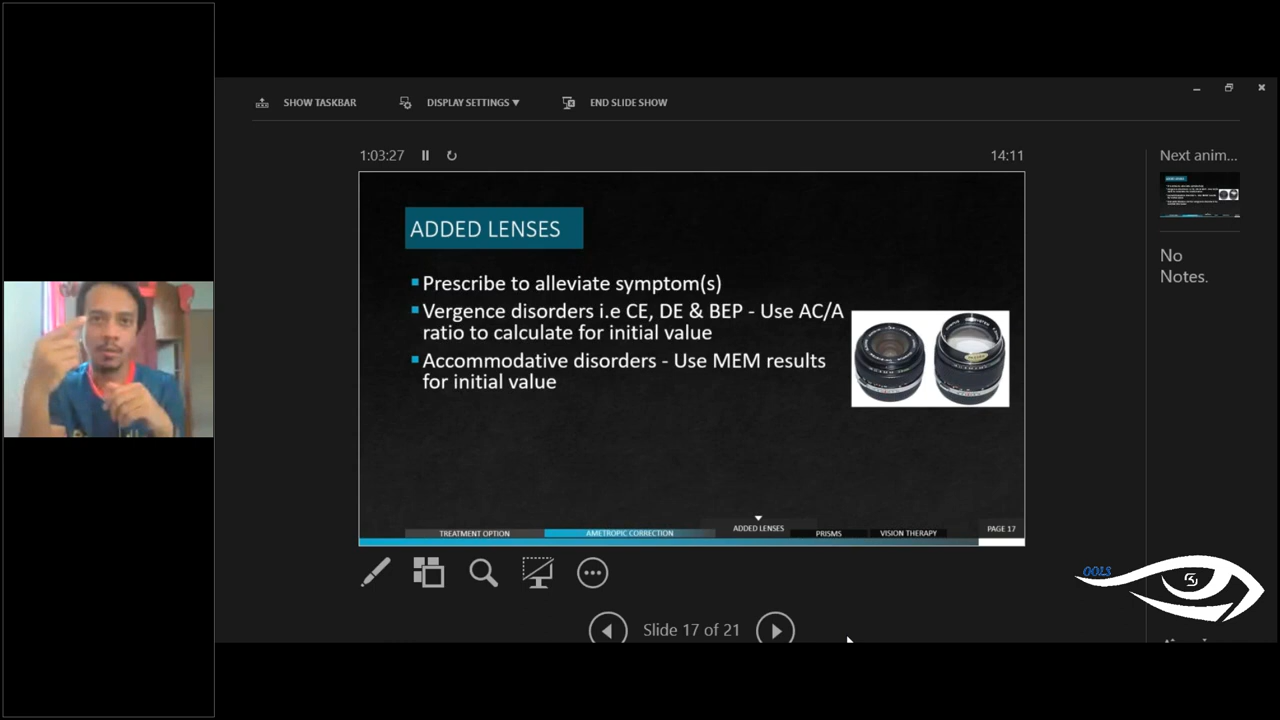 SHOW TASKBAR
DISPLAY SETTINGS ▼
END SLIDE SHOW
1:03:27
14:11
Next anim...
ADDED LENSES
Prescribe to alleviate symptom(s)
Vergence disorders i.e CE, DE & BEP - Use AC/A
ratio to calculate for initial value
Accommodative disorders - Use MEM results
for initial value
No
Notes.
TREATMENT OPTION
AMETROPIC CORRECTION
ADDED LENSES
PRISMS
VISION THERAPY
PAGE 17
OOLS
Slide 17 of 21